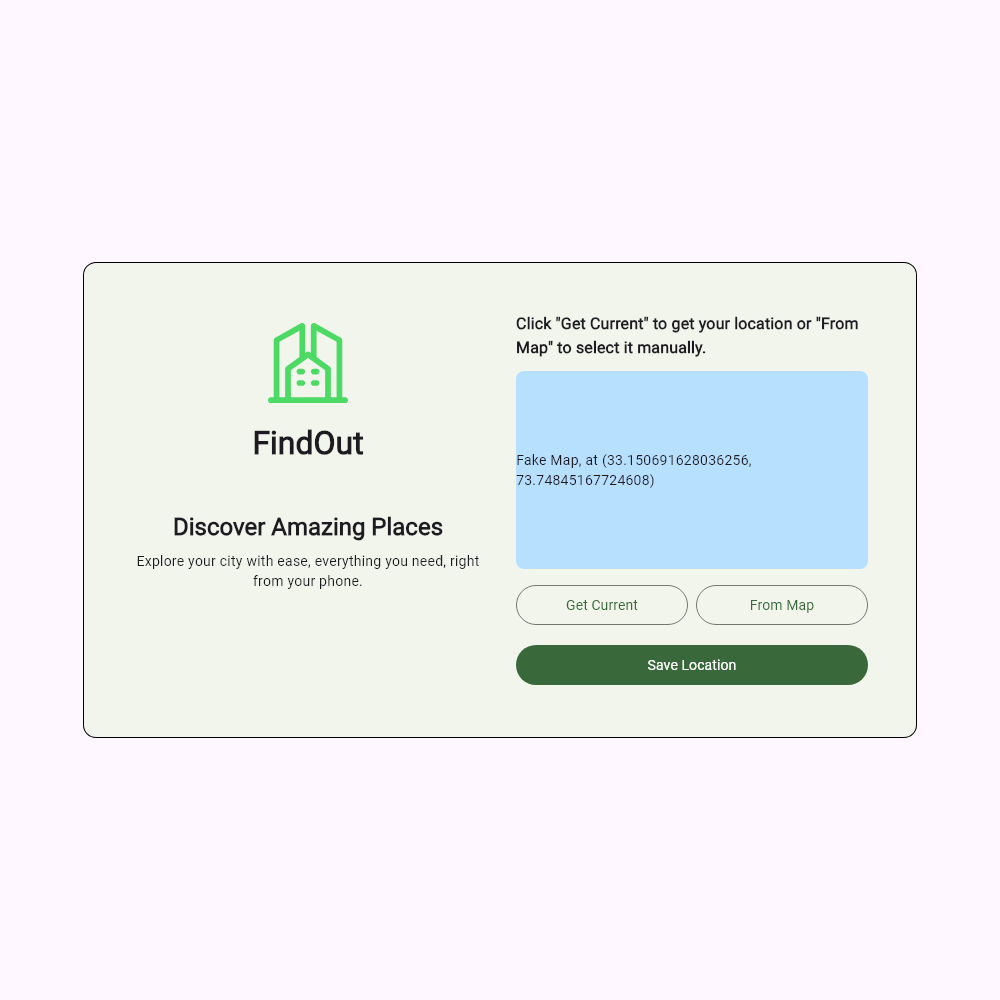 FindOut
Discover Amazing Places
Explore your city with ease, everything you need, right
from your phone.
Click "Get Current" to get your location or "From
Map" to select it manually.
Fake Map, at (33.150691628036256,
73.74845167724608)
Get Current
From Map
Save Location